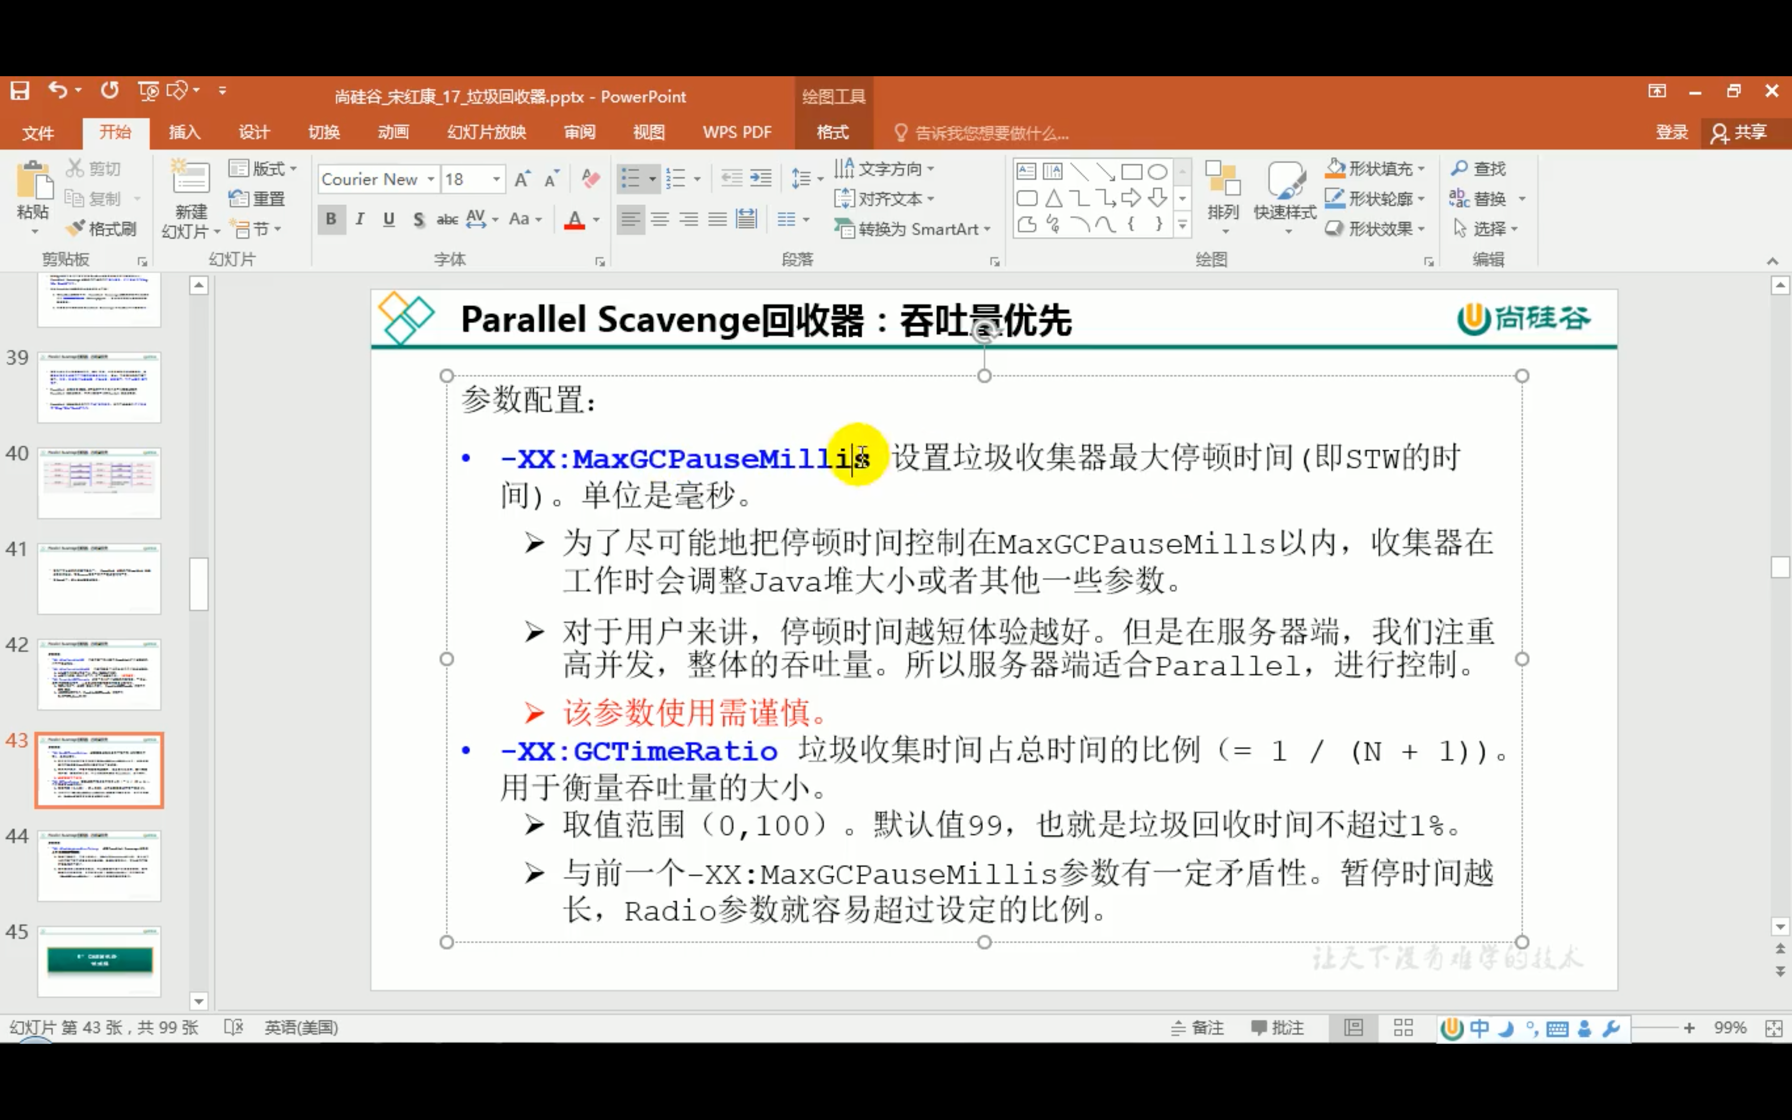 尚硅谷_宋红康_17_垃圾回收器.pptx - PowerPoint
绘图工具
文件 开始 插入 设计 切换 动画 幻灯片放映 审阅 视图 WPS PDF 格式 告诉我您想要做什么... 登录 共享
剪切
复制
格式刷
粘贴
剪贴板
新建
幻灯片
版式
重置
节
幻灯片
Courier New 18
B I U S abc AV Aa A
字体
文字方向
对齐文本
转换为 SmartArt
段落
排列 快速样式
形状填充
形状轮廓
形状效果
绘图
查找
替换
选择
编辑
39
40
41
42
43
44
45
Parallel Scavenge回收器：吞吐量优先
尚硅谷
参数配置：
• -XX:MaxGCPauseMillis 设置垃圾收集器最大停顿时间(即STW的时
间)。单位是毫秒。
➢ 为了尽可能地把停顿时间控制在MaxGCPauseMills以内，收集器在
工作时会调整Java堆大小或者其他一些参数。
➢ 对于用户来讲，停顿时间越短体验越好。但是在服务器端，我们注重
高并发，整体的吞吐量。所以服务器端适合Parallel，进行控制。
➢ 该参数使用需谨慎。
• -XX:GCTimeRatio 垃圾收集时间占总时间的比例（= 1 / (N + 1)）。
用于衡量吞吐量的大小。
➢ 取值范围（0,100）。默认值99，也就是垃圾回收时间不超过1%。
➢ 与前一个-XX:MaxGCPauseMillis参数有一定矛盾性。暂停时间越
长，Radio参数就容易超过设定的比例。
让天下没有难学的技术
幻灯片 第 43 张，共 99 张 英语(美国) 备注 批注 中 99%